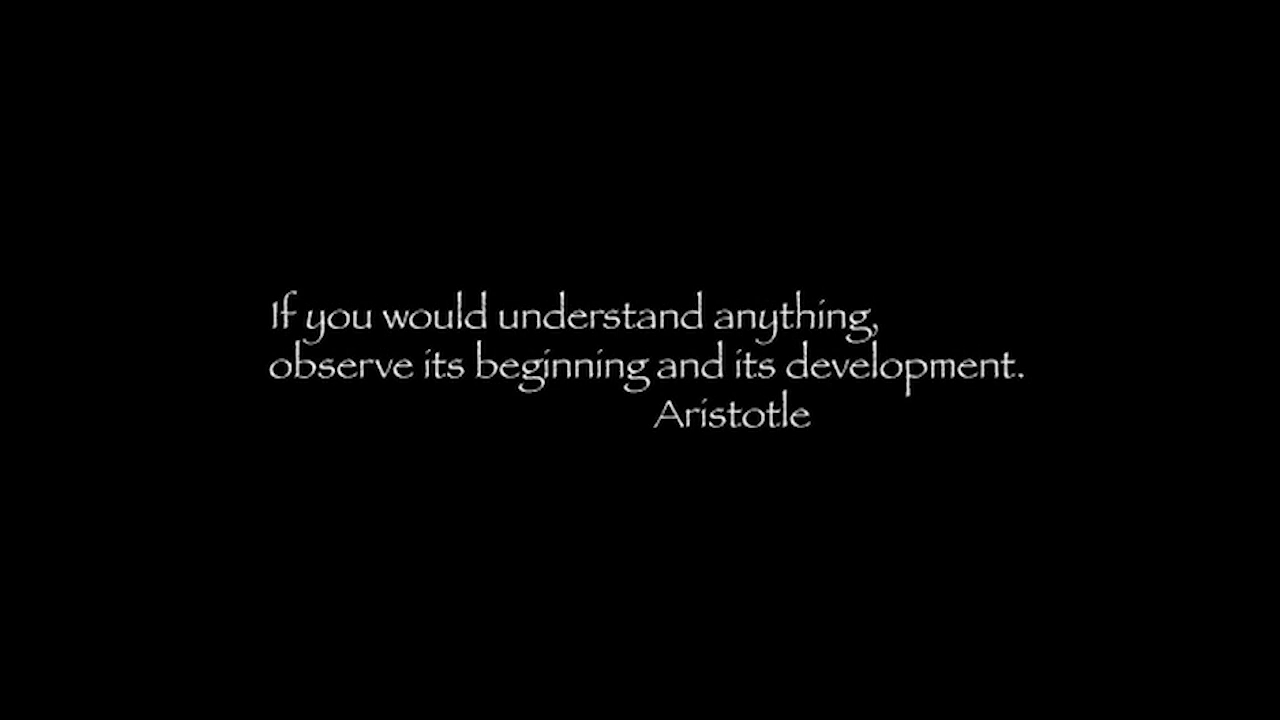 If you would understand anything,
observe its beginning and its development.
Aristotle